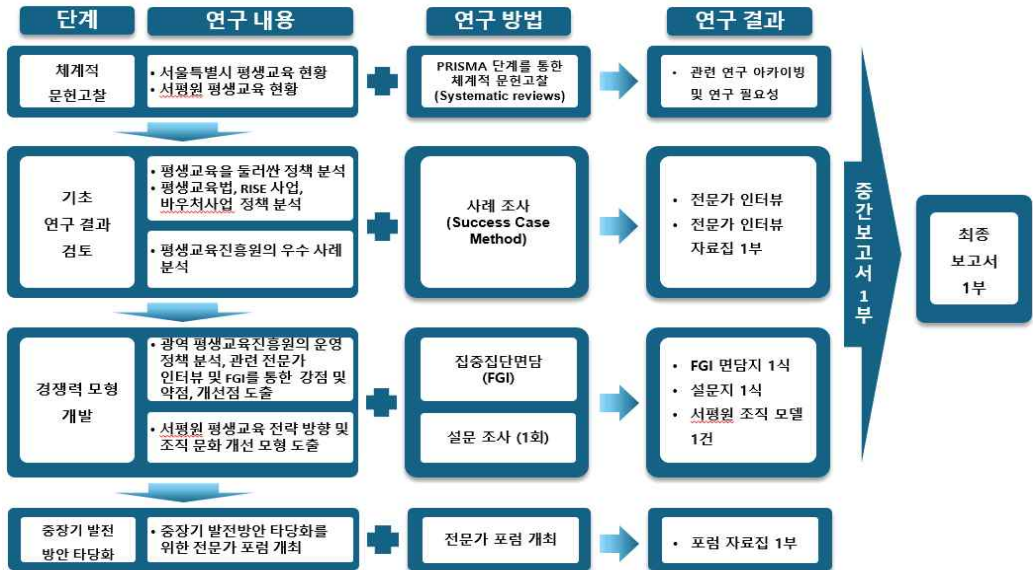 단계
연구 내용
연구 방법
연구 결과
체계적
문헌고찰
• 서울특별시 평생교육 현황
• 서평원 평생교육 현황
PRISMA 단계를 통한
체계적 문헌고찰
(Systematic reviews)
• 관련 연구 아카이빙
및 연구 필요성
기초
연구 결과
검토
• 평생교육을 둘러싼 정책 분석
• 평생교육법, RISE 사업,
바우처사업 정책 분석
• 평생교육진흥원의 우수 사례
분석
사례 조사
(Success Case
Method)
• 전문가 인터뷰
• 전문가 인터뷰
자료집 1부
경쟁력 모형
개발
• 광역 평생교육진흥원의 운영
정책 분석, 관련 전문가
인터뷰 및 FGI를 통한 강점 및
약점, 개선점 도출
• 서평원 평생교육 전략 방향 및
조직 문화 개선 모형 도출
집중집단면담
(FGI)
설문 조사 (1회)
• FGI 면담지 1식
• 설문지 1식
• 서평원 조직 모델
1건
중장기 발전
방안 타당화
• 중장기 발전방안 타당화를
위한 전문가 포럼 개최
전문가 포럼 개최
• 포럼 자료집 1부
중간보고서 1부
최종
보고서
1부